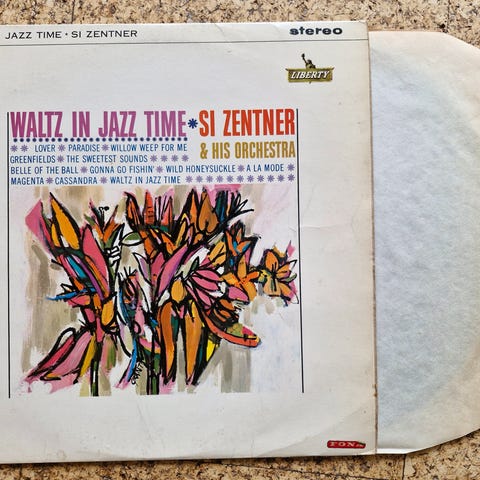 JAZZ TIME • SI ZENTNER
stereo
LIBERTY
WALTZ IN JAZZ TIME * SI ZENTNER
& HIS ORCHESTRA
* * LOVER * PARADISE * WILLOW WEEP FOR ME
GREENFIELDS * THE SWEETEST SOUNDS * * * * *
BELLE OF THE BALL * GONNA GO FISHIN' * WILD HONEYSUCKLE * A LA MODE *
MAGENTA * CASSANDRA * WALTZ IN JAZZ TIME * * * * * * * * * * *